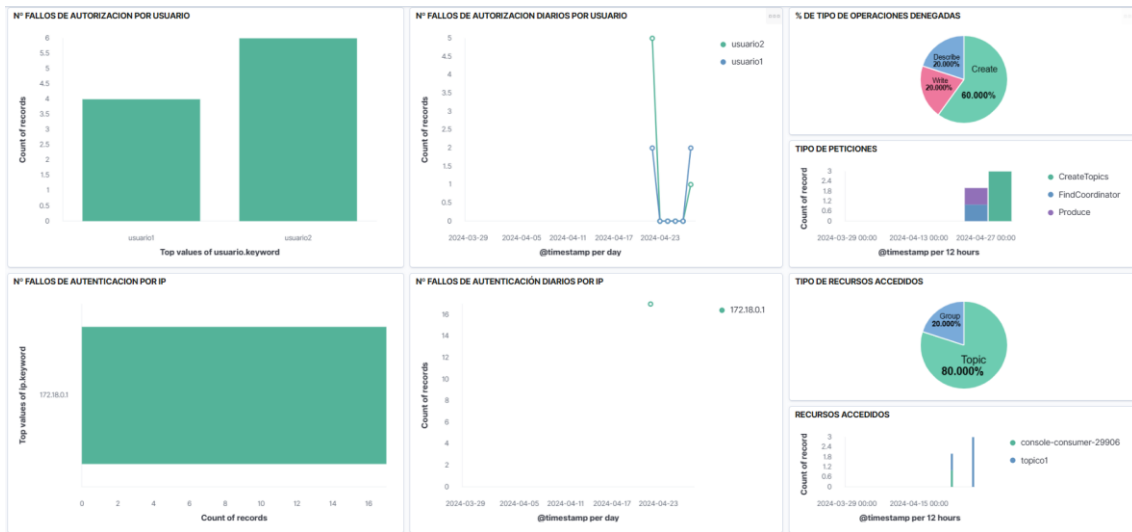 Nº FALLOS DE AUTORIZACION POR USUARIO
Count of records
6
5.5
5
4.5
4
3.5
3
2.5
2
1.5
1
0.5
0
usuario1
usuario2
Top values of usuario.keyword
Nº FALLOS DE AUTORIZACION DIARIOS POR USUARIO
Count of records
5
4.5
4
3.5
3
2.5
2
1.5
1
0.5
0
2024-03-29
2024-04-05
2024-04-11
2024-04-17
2024-04-23
@timestamp per day
usuario2
usuario1
% DE TIPO DE OPERACIONES DENEGADAS
Describe
20.000%
Write
20.000%
Create
60.000%
TIPO DE PETICIONES
Count of record
3
2.4
1.8
1.2
0.6
0
2024-03-29 00:00
2024-04-13 00:00
2024-04-27 00:00
@timestamp per 12 hours
CreateTopics
FindCoordinator
Produce
Nº FALLOS DE AUTENTICACION POR IP
Top values of ip.keyword
172.18.0.1
0
2
4
6
8
10
12
14
16
Count of records
Nº FALLOS DE AUTENTICACIÓN DIARIOS POR IP
Count of records
16
14
12
10
8
6
4
2
0
2024-03-29
2024-04-05
2024-04-11
2024-04-17
2024-04-23
@timestamp per day
172.18.0.1
TIPO DE RECURSOS ACCEDIDOS
Group
20.000%
Topic
80.000%
RECURSOS ACCEDIDOS
Count of record
3
2.4
1.8
1.2
0.6
0
2024-03-29 00:00
2024-04-15 00:00
@timestamp per 12 hours
console-consumer-29906
topico1